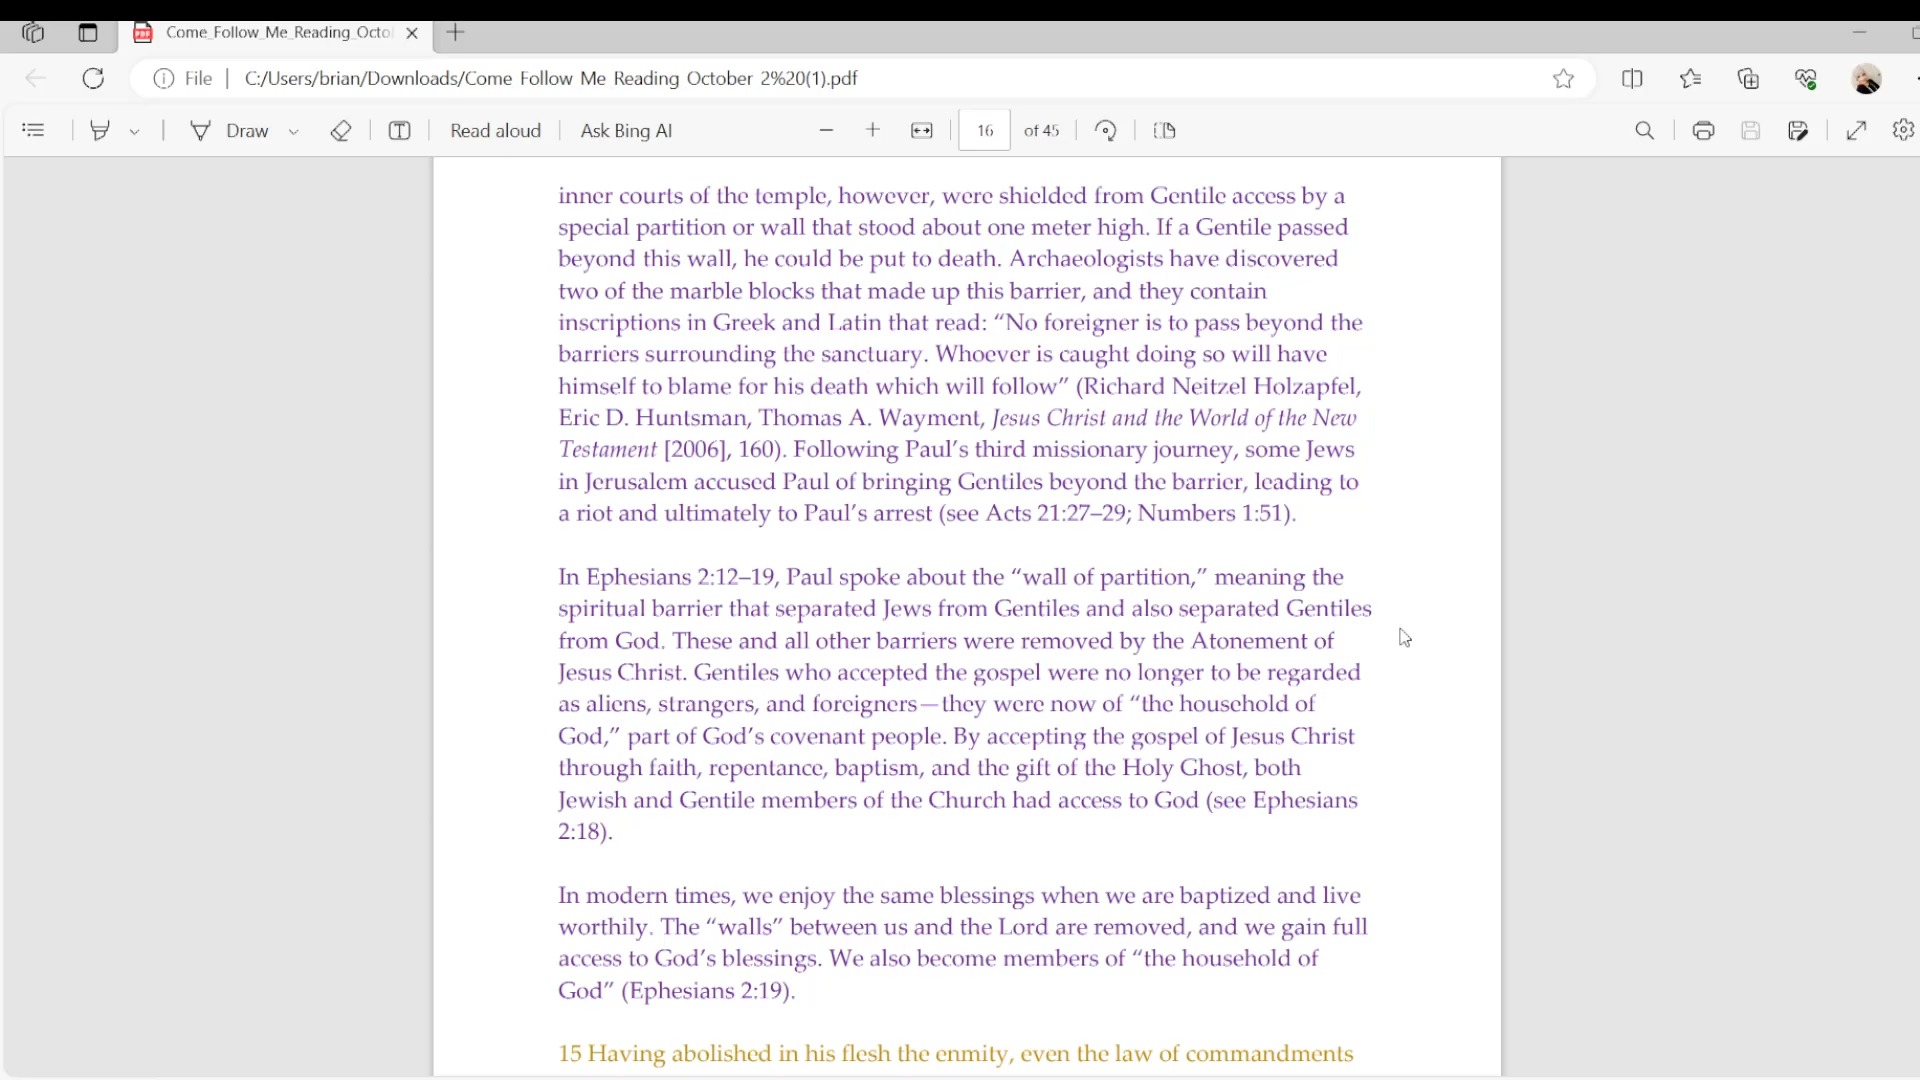 Come_Follow_Me_Reading_Octo
File
C:/Users/brian/Downloads/Come Follow Me Reading October 2%20(1).pdf
Draw
Read aloud
Ask Bing AI
16
of 45
inner courts of the temple, however, were shielded from Gentile access by a
special partition or wall that stood about one meter high. If a Gentile passed
beyond this wall, he could be put to death. Archaeologists have discovered
two of the marble blocks that made up this barrier, and they contain
inscriptions in Greek and Latin that read: “No foreigner is to pass beyond the
barriers surrounding the sanctuary. Whoever is caught doing so will have
himself to blame for his death which will follow” (Richard Neitzel Holzapfel,
Eric D. Huntsman, Thomas A. Wayment, Jesus Christ and the World of the New
Testament [2006], 160). Following Paul’s third missionary journey, some Jews
in Jerusalem accused Paul of bringing Gentiles beyond the barrier, leading to
a riot and ultimately to Paul’s arrest (see Acts 21:27–29; Numbers 1:51).
In Ephesians 2:12–19, Paul spoke about the “wall of partition,” meaning the
spiritual barrier that separated Jews from Gentiles and also separated Gentiles
from God. These and all other barriers were removed by the Atonement of
Jesus Christ. Gentiles who accepted the gospel were no longer to be regarded
as aliens, strangers, and foreigners—they were now of “the household of
God,” part of God’s covenant people. By accepting the gospel of Jesus Christ
through faith, repentance, baptism, and the gift of the Holy Ghost, both
Jewish and Gentile members of the Church had access to God (see Ephesians
2:18).
In modern times, we enjoy the same blessings when we are baptized and live
worthily. The “walls” between us and the Lord are removed, and we gain full
access to God’s blessings. We also become members of “the household of
God” (Ephesians 2:19).
15 Having abolished in his flesh the enmity, even the law of commandments